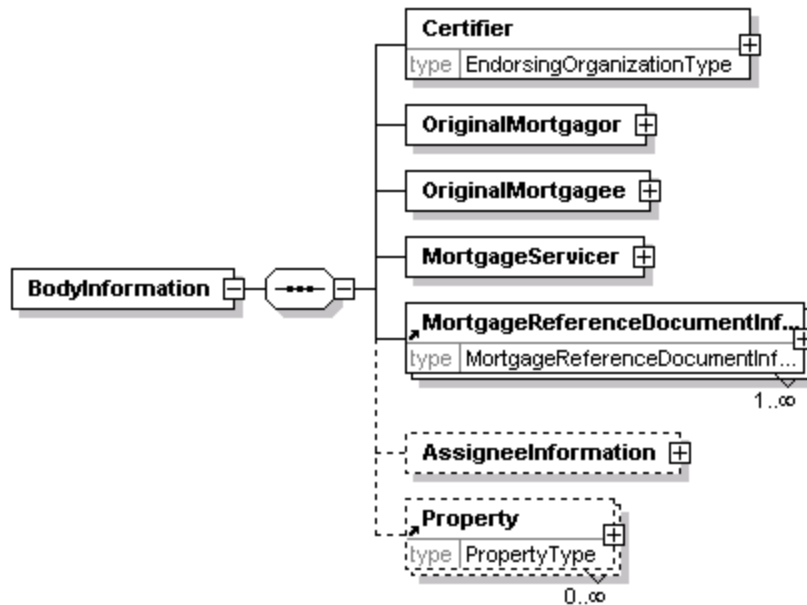 Certifier
type EndorsingOrganizationType
OriginalMortgagor
OriginalMortgagee
MortgageServicer
BodyInformation
MortgageReferenceDocumentInf...
type MortgageReferenceDocumentInf...
1..∞
AssigneeInformation
Property
type PropertyType
0..∞